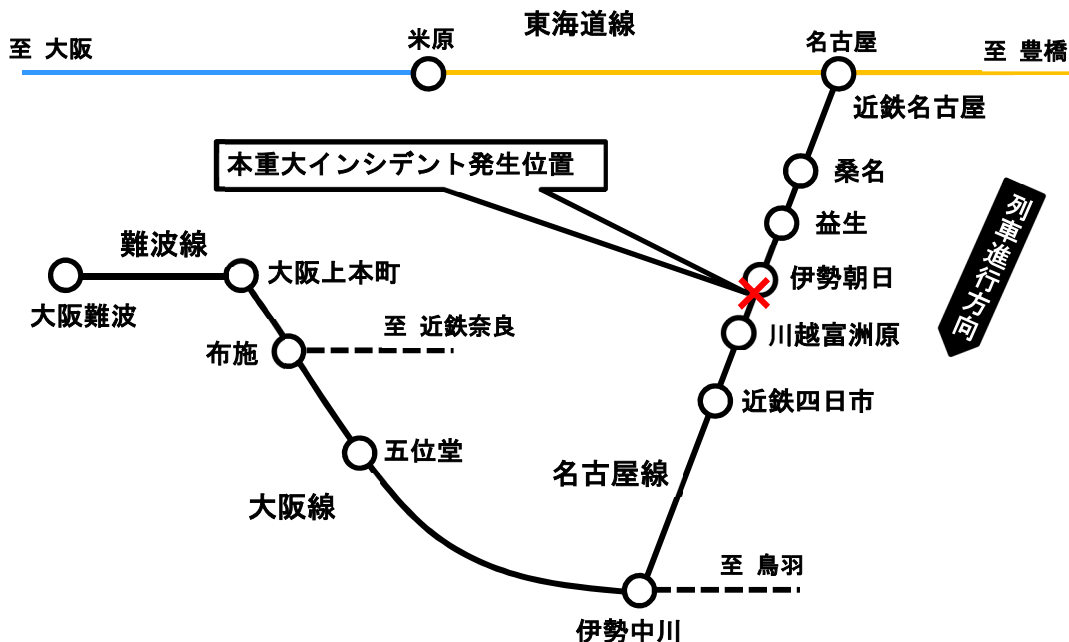 東海道線
至 大阪
米原
名古屋
至 豊橋
近鉄名古屋
本重大インシデント発生位置
桑名
益生
列車進行方向
難波線
大阪上本町
伊勢朝日
大阪難波
至 近鉄奈良
川越富洲原
布施
近鉄四日市
五位堂
名古屋線
大阪線
至 鳥羽
伊勢中川